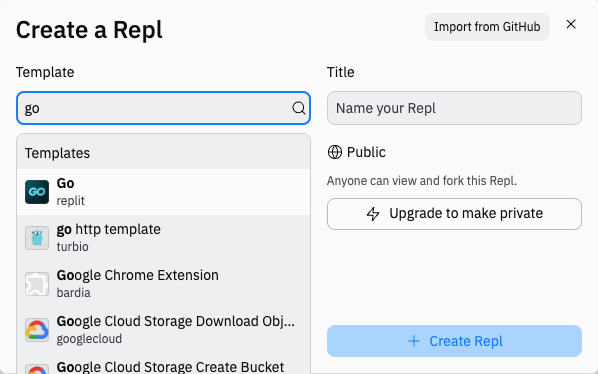 Create a Repl
Import from GitHub
Template
Title
go
Name your Repl
Templates
Go
replit
go http template
turbio
Google Chrome Extension
bardia
Google Cloud Storage Download Obj...
googlecloud
Google Cloud Storage Create Bucket
Public
Anyone can view and fork this Repl.
Upgrade to make private
Create Repl